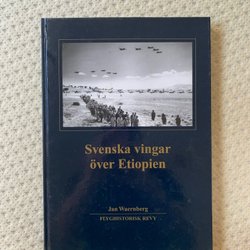 Svenska vingar
över Etiopien
Jan Waernberg
FLYGHISTORISK REVY